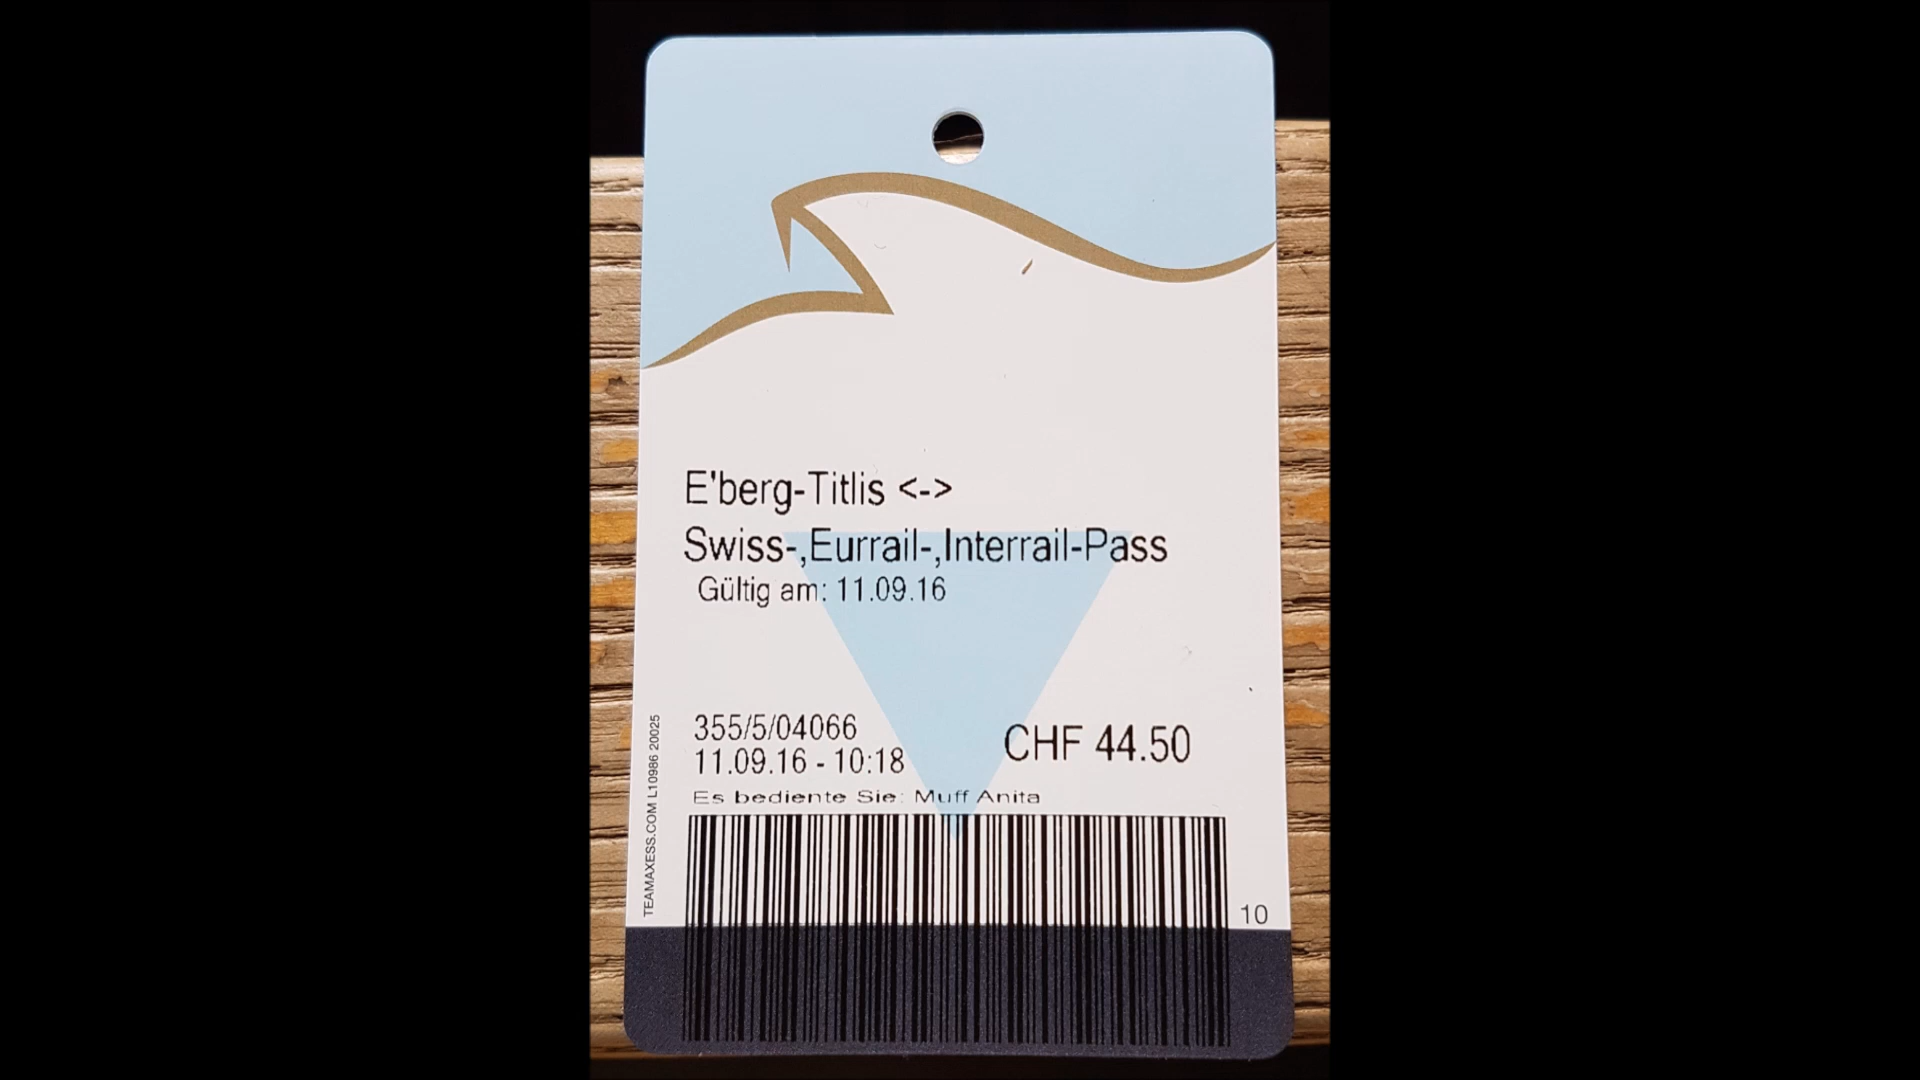 E'berg-Titlis <->
Swiss-,Eurrail-,Interrail-Pass
Gültig am: 11.09.16
355/5/04066
11.09.16 - 10:18
CHF 44.50
Es bediente Sie: Muff Anita
TEAMAXESS.COM L10986 20025
10